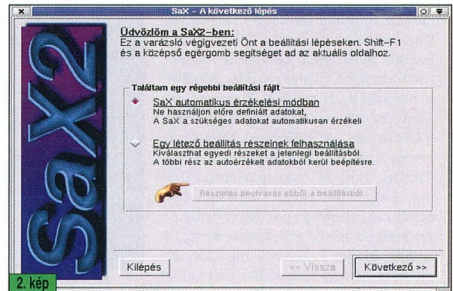 SaX - A következő lépés
SaX2
Üdvözlöm a SaX2-ben:
Ez a varázsló végigvezeti Önt a beállítási lépéseken. Shift-F1
és a középső egérgomb segítséget ad az aktuális oldalhoz.
Találtam egy régebbi beállítási fájlt
SaX automatikus érzékelési módban
Ne használjon előre definiált adatokat,
A SaX a szükséges adatokat automatikusan érzékeli
Egy létező beállítás részeinek felhasználása
Kiválaszthat egyedi részeket a jelenlegi beállításból.
A többi rész az autoérzékelt adatokból kerül beépítésre.
Részletes beolvasás ebből a beállításból...
Kilépés
<< Vissza
Következő >>
2. kép